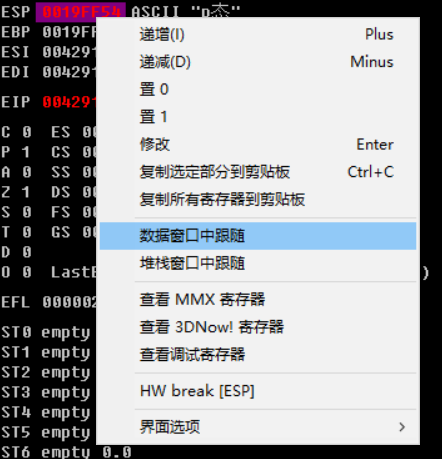 ESP 0019FF54 ASCII "p杰"
EBP 0019FF
ESI 004291
EDI 004291
EIP 004291
C 0 ES 00
P 1 CS 00
A 0 SS 00
Z 1 DS 00
S 0 FS 00
T 0 GS 00
D 0
O 0 LastE )
EFL 000002
ST0 empty
ST1 empty
ST2 empty
ST3 empty
ST4 empty
ST5 empty
ST6 empty 0.0
递增(I) Plus
递减(D) Minus
置 0
置 1
修改 Enter
复制选定部分到剪贴板 Ctrl+C
复制所有寄存器到剪贴板
数据窗口中跟随
堆栈窗口中跟随
查看 MMX 寄存器
查看 3DNow! 寄存器
查看调试寄存器
HW break [ESP]
界面选项